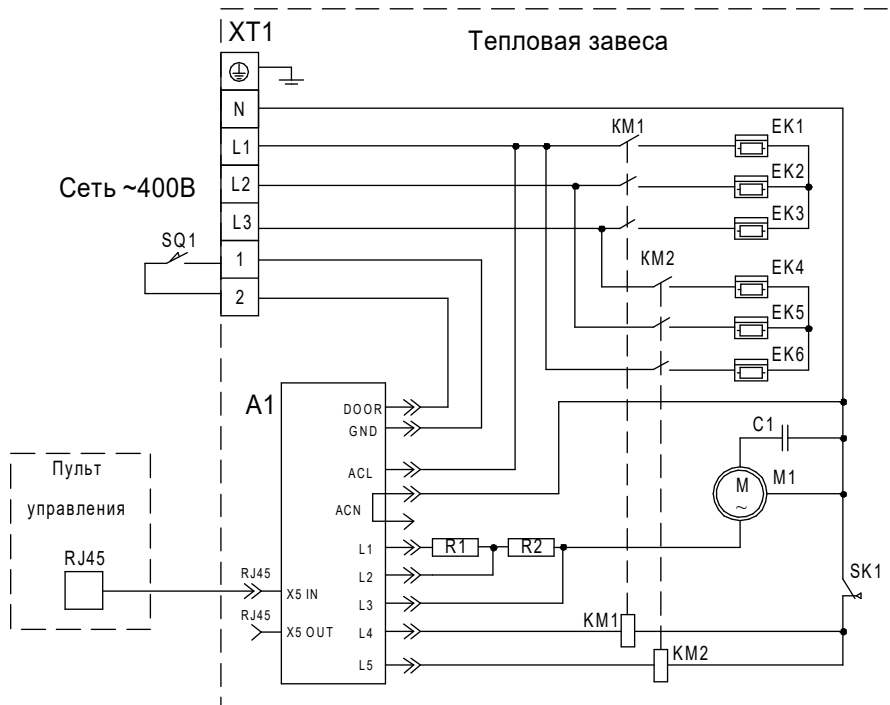 XT1
Тепловая завеса
N
L1
L2
L3
1
2
Сеть ~400В
SQ1
KM1
EK1
EK2
EK3
KM2
EK4
EK5
EK6
A1
DOOR
GND
ACL
ACN
L1
L2
L3
L4
L5
X5 IN
X5 OUT
RJ45
RJ45
Пульт
управления
RJ45
R1
R2
C1
M
~
M1
SK1
KM1
KM2